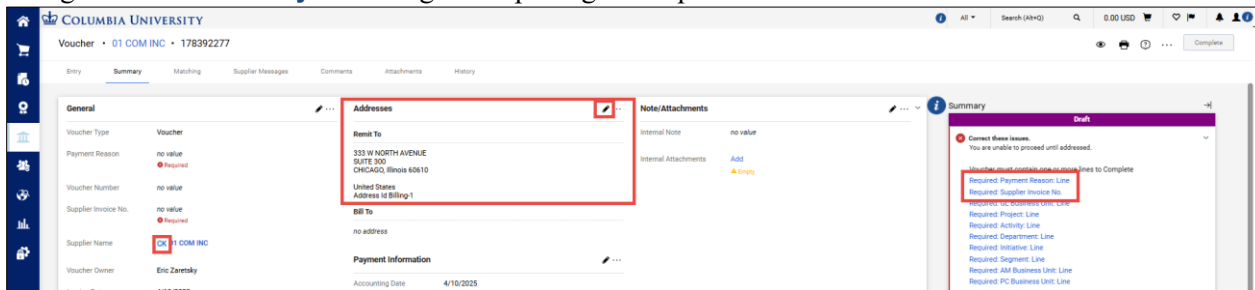 COLUMBIA UNIVERSITY
All
Search (Alt+Q)
0.00 USD
Voucher • 01 COM INC • 178392277
Complete
Entry Summary Matching Supplier Messages Comments Attachments History
General
Voucher Type Voucher
Payment Reason no value
Required
Voucher Number no value
Supplier Invoice No. no value
Required
Supplier Name OK 01 COM INC
Voucher Owner Eric Zaretsky
Addresses
Remit To
333 W NORTH AVENUE
SUITE 300
CHICAGO, Illinois 60610
United States
Address Id Billing-1
Bill To
no address
Payment Information
Accounting Date 4/10/2025
Note/Attachments
Internal Note no value
Internal Attachments Add
Empty
Summary
Draft
Correct these issues.
You are unable to proceed until addressed.
Voucher must contain one or more lines to Complete
Required: Payment Reason: Line
Required: Supplier Invoice No.
Required: GL Business Unit: Line
Required: Project: Line
Required: Activity: Line
Required: Department: Line
Required: Initiative: Line
Required: Segment: Line
Required: AM Business Unit: Line
Required: PC Business Unit: Line